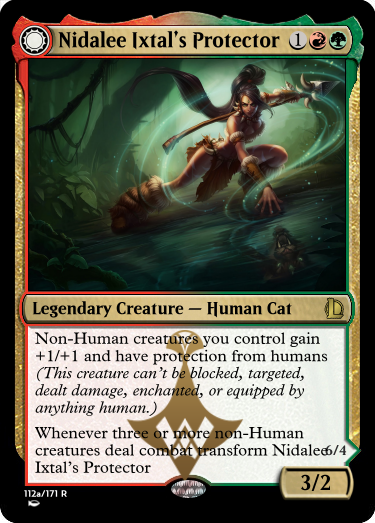 Nidalee Ixtal's Protector 1
Legendary Creature — Human Cat
Non-Human creatures you control gain
+1/+1 and have protection from humans
(This creature can't be blocked, targeted,
dealt damage, enchanted, or equipped by
anything human.)
Whenever three or more non-Human
creatures deal combat transform Nidalee
Ixtal's Protector
6/4
3/2
112a/171 R